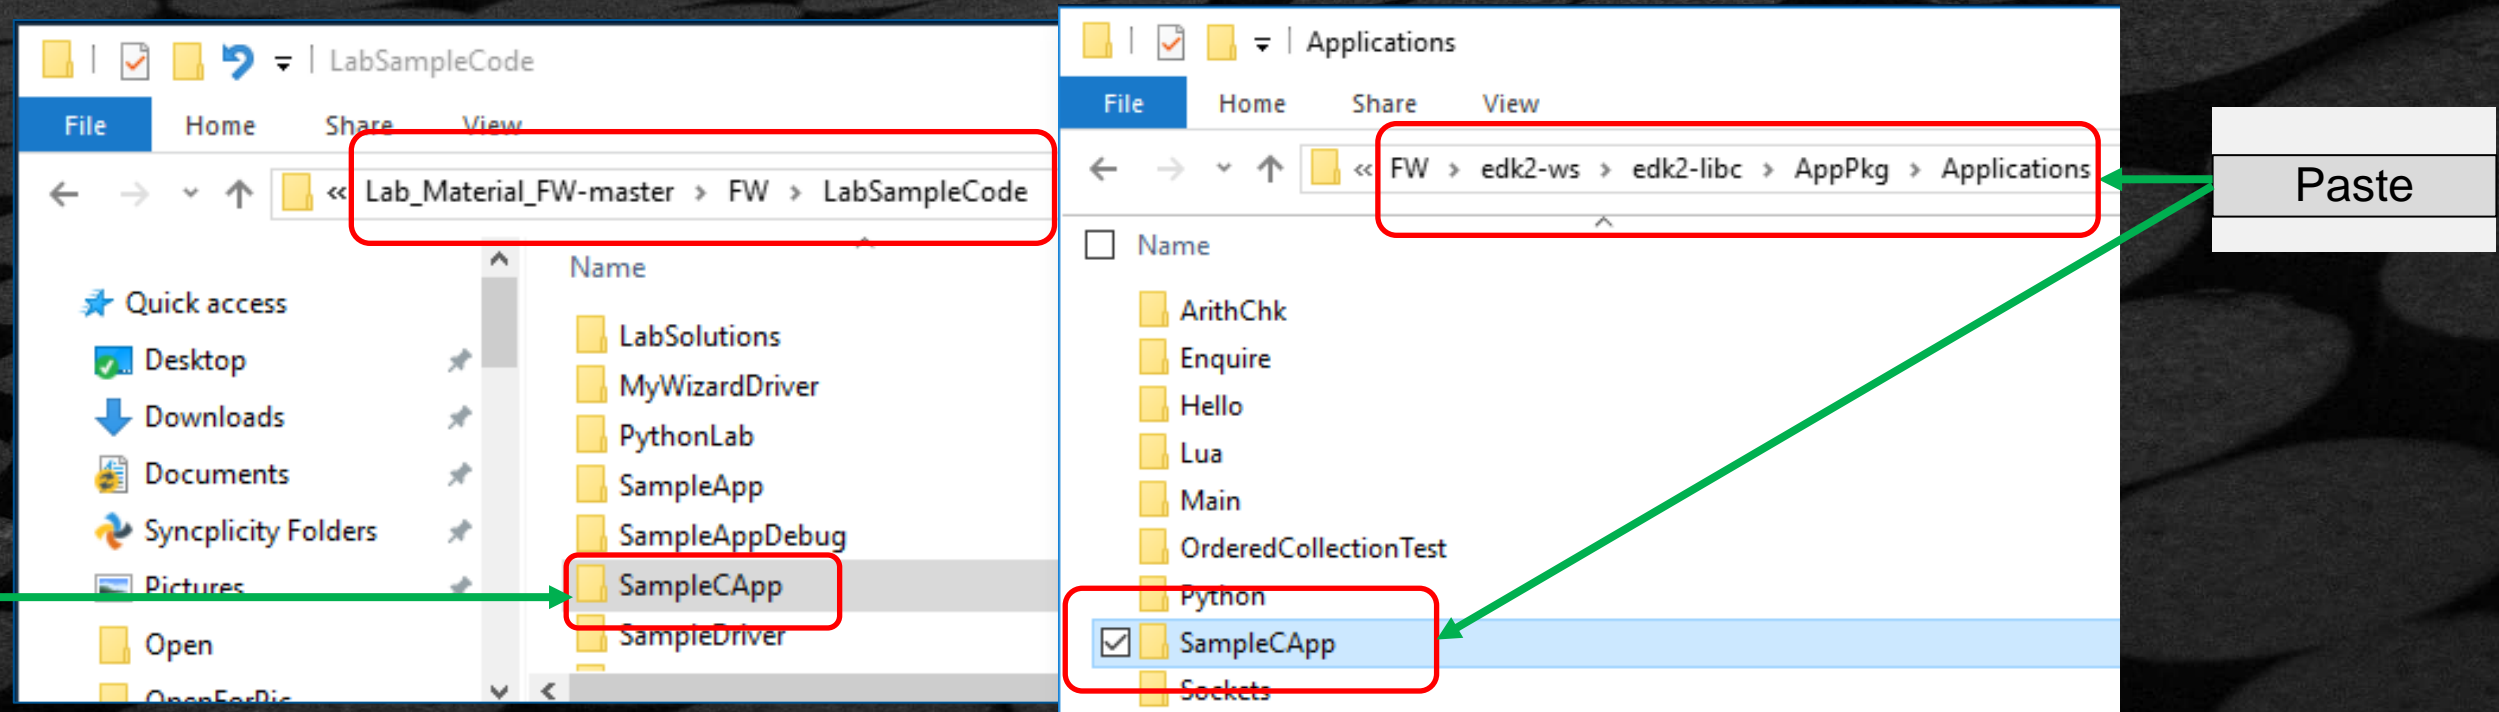 LabSampleCode
File Home Share View
« Lab_Material_FW-master > FW > LabSampleCode
Quick access
Desktop
Downloads
Documents
Syncplicity Folders
Pictures
Open
OpenForPic
Name
LabSolutions
MyWizardDriver
PythonLab
SampleApp
SampleAppDebug
SampleCApp
SampleDriver
Applications
File Home Share View
« FW > edk2-ws > edk2-libc > AppPkg > Applications
Name
ArithChk
Enquire
Hello
Lua
Main
OrderedCollectionTest
Python
SampleCApp
Sockets
Paste